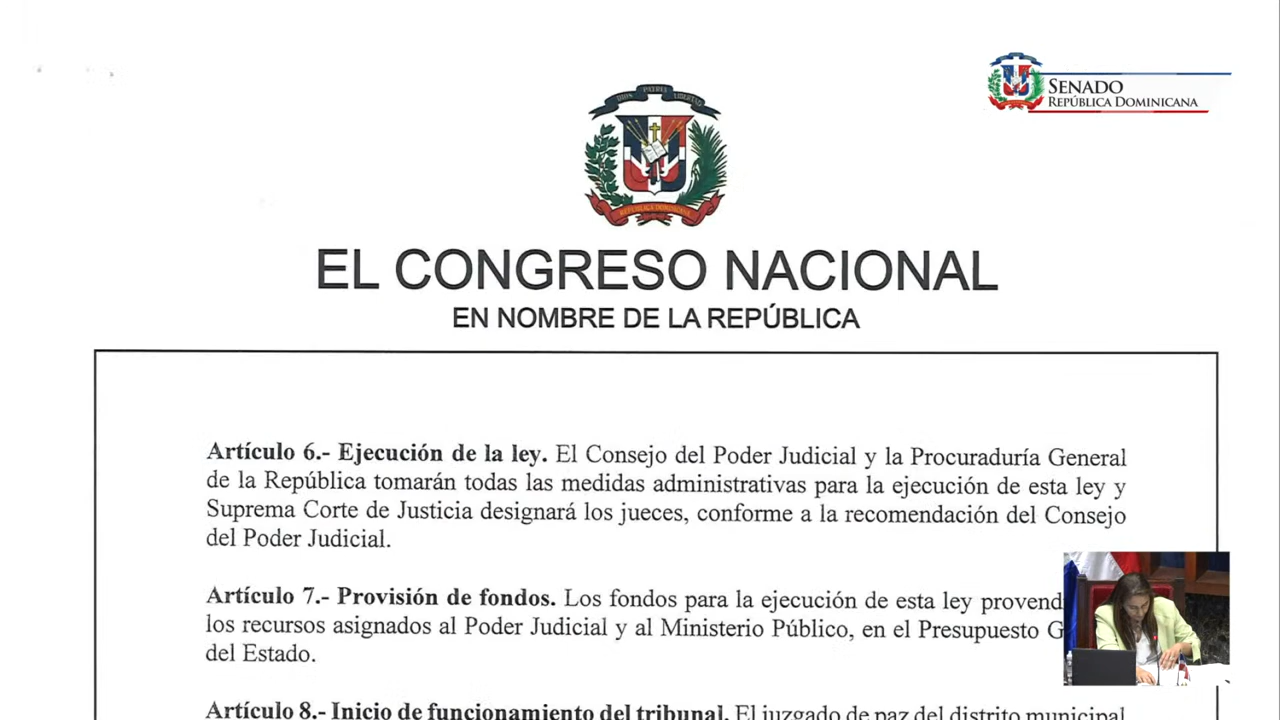 DIOS PATRIA LIBERTAD
REPÚBLICA DOMINICANA
SENADO
REPÚBLICA DOMINICANA
EL CONGRESO NACIONAL
EN NOMBRE DE LA REPÚBLICA
Artículo 6.- Ejecución de la ley. El Consejo del Poder Judicial y la Procuraduría General
de la República tomarán todas las medidas administrativas para la ejecución de esta ley y
Suprema Corte de Justicia designará los jueces, conforme a la recomendación del Consejo
del Poder Judicial.
Artículo 7.- Provisión de fondos. Los fondos para la ejecución de esta ley
los recursos asignados al Poder Judicial y al Ministerio Público, en el Presupuesto
del Estado.
Artículo 8.- Inicio de funcionamiento del tribunal. El juzgado de paz del distrito municipal